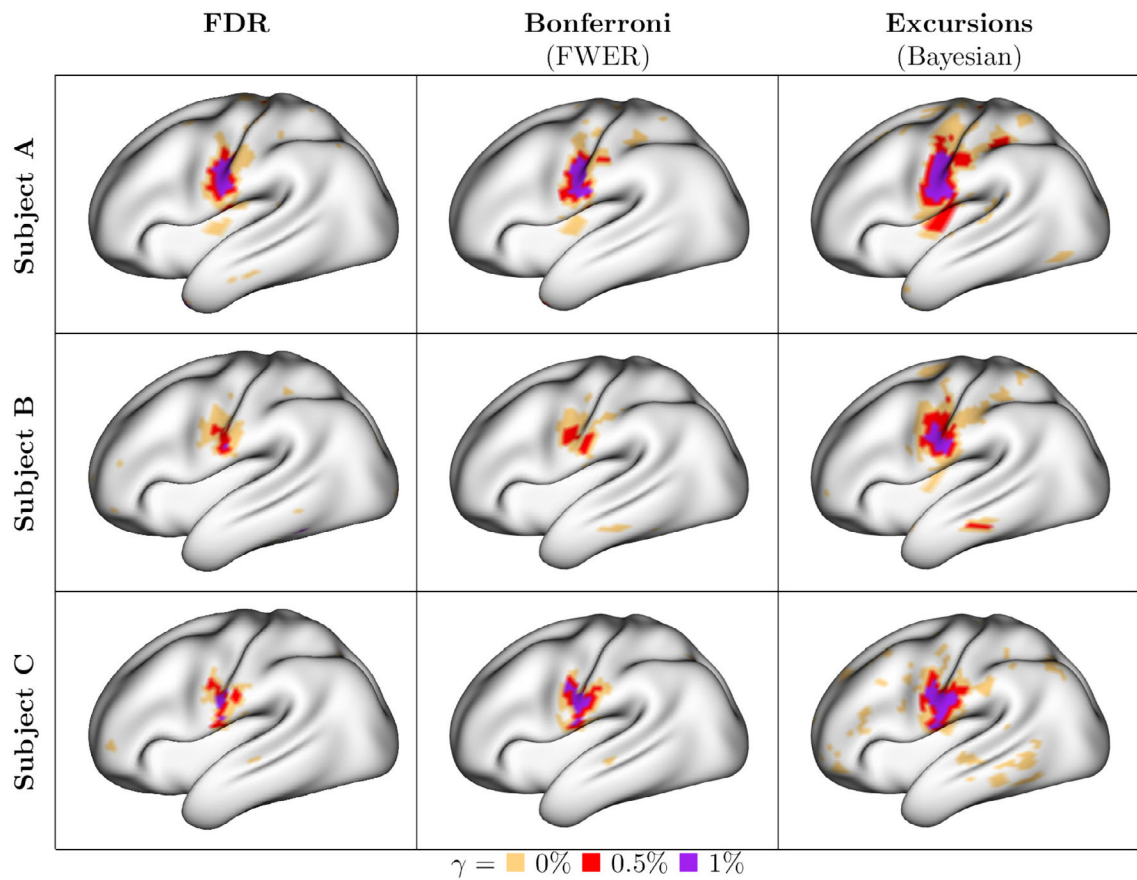 FDR
Bonferroni
(FWER)
Excursions
(Bayesian)
Subject A
Subject B
Subject C
γ = 0% 0.5% 1%